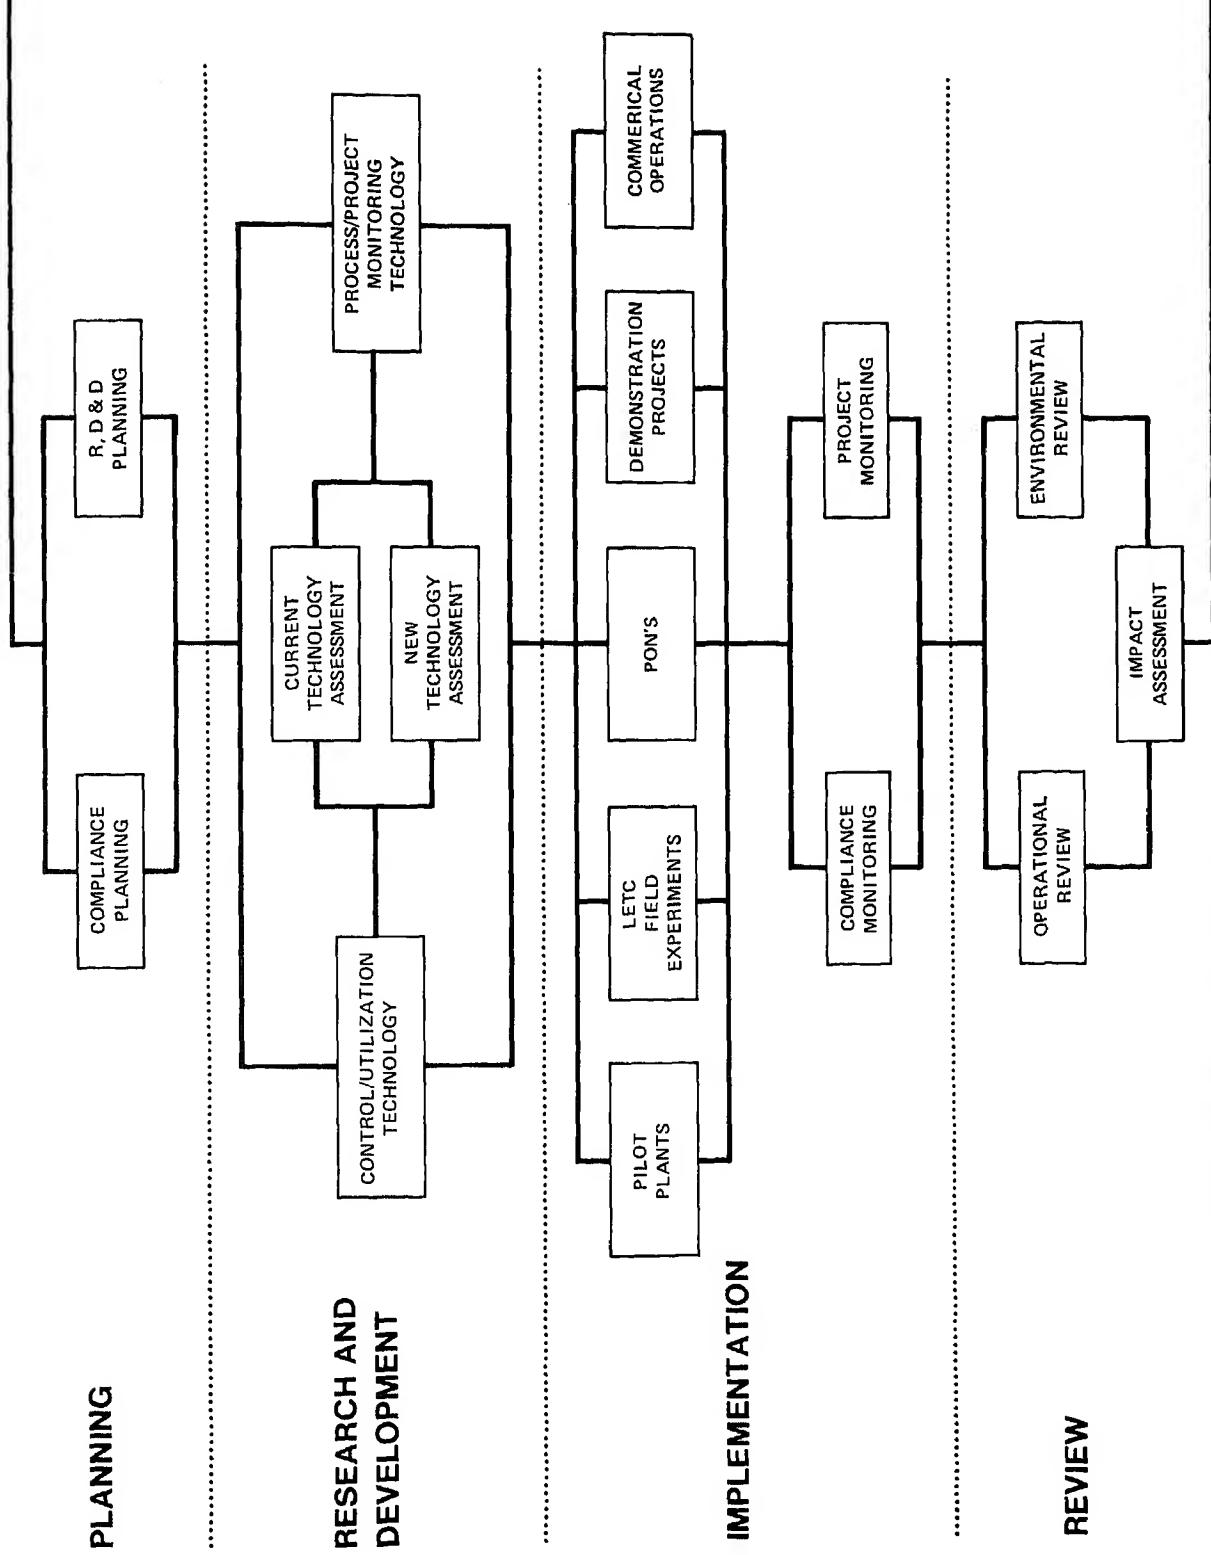 PLANNING
COMPLIANCE
PLANNING
R, D & D
PLANNING
RESEARCH AND
DEVELOPMENT
CONTROL/UTILIZATION
TECHNOLOGY
CURRENT
TECHNOLOGY
ASSESSMENT
NEW
TECHNOLOGY
ASSESSMENT
PROCESS/PROJECT
MONITORING
TECHNOLOGY
IMPLEMENTATION
PILOT
PLANTS
LETC
FIELD
EXPERIMENTS
PON'S
DEMONSTRATION
PROJECTS
COMMERICAL
OPERATIONS
COMPLIANCE
MONITORING
PROJECT
MONITORING
REVIEW
OPERATIONAL
REVIEW
ENVIRONMENTAL
REVIEW
IMPACT
ASSESSMENT